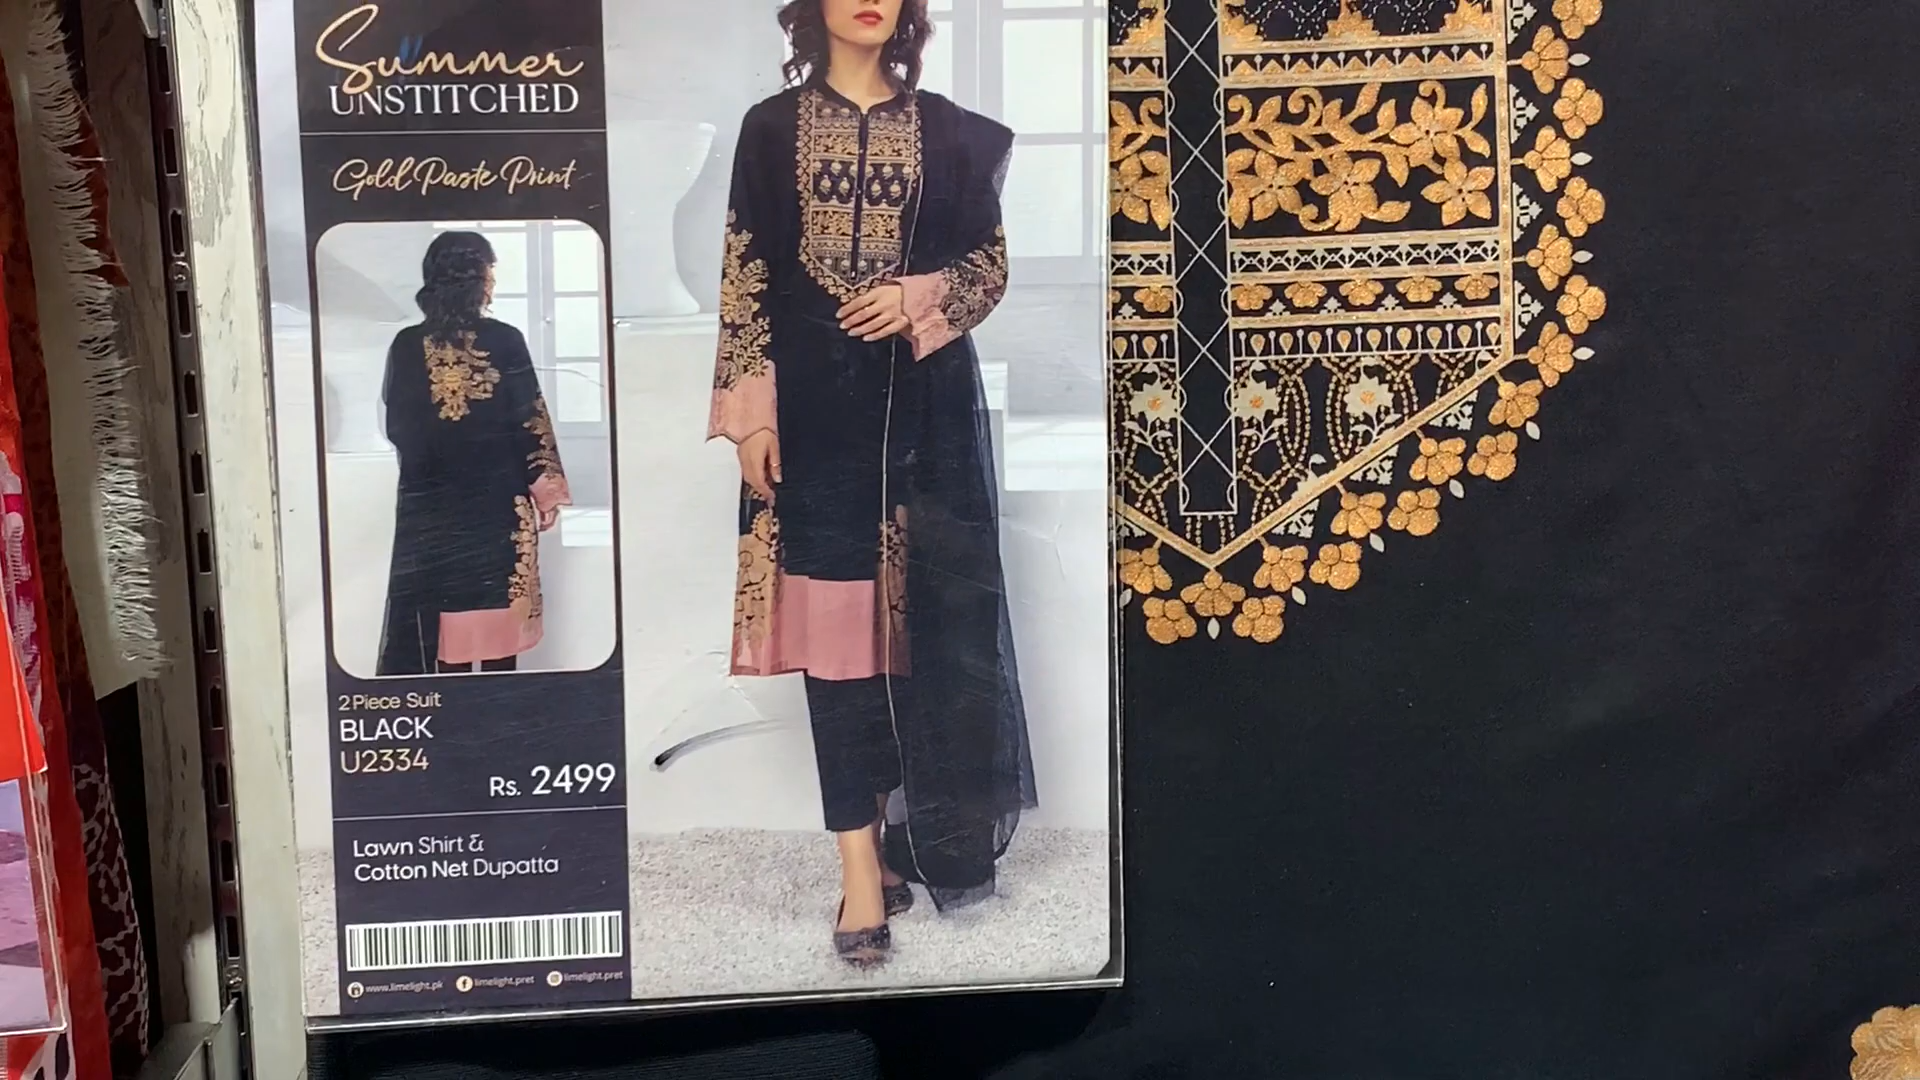 Summer
UNSTITCHED
Gold Paste Print
2 Piece Suit
BLACK
U2334
Rs. 2499
Lawn Shirt &
Cotton Net Dupatta
www.limelight.pk limelight.pret limelight.pret